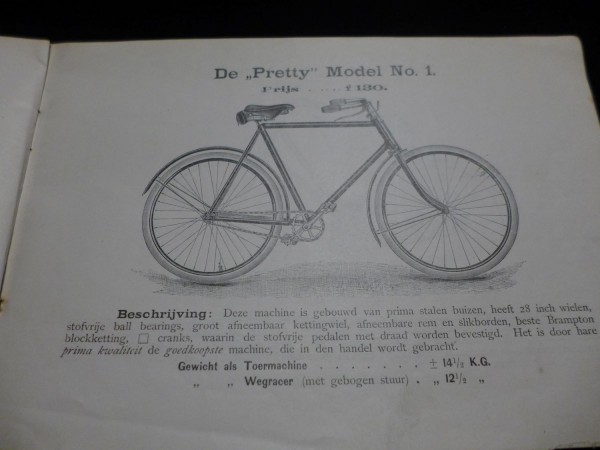 De „Pretty” Model No. 1.
Prijs . . . . f 130.
Beschrijving: Deze machine is gebouwd van prima stalen buizen, heeft 28 inch wielen,
stofvrije ball bearings, groot afneembaar kettingwiel, afneembare rem en slikborden, beste Brampton
blockketting, □ cranks, waarin de stofvrije pedalen met draad worden bevestigd. Het is door hare
prima kwaliteit de goedkoopste machine, die in den handel wordt gebracht.
Gewicht als Toermachine . . . . . . . ± 14½ K.G.
„ „ Wegracer (met gebogen stuur) . „ 12½ „